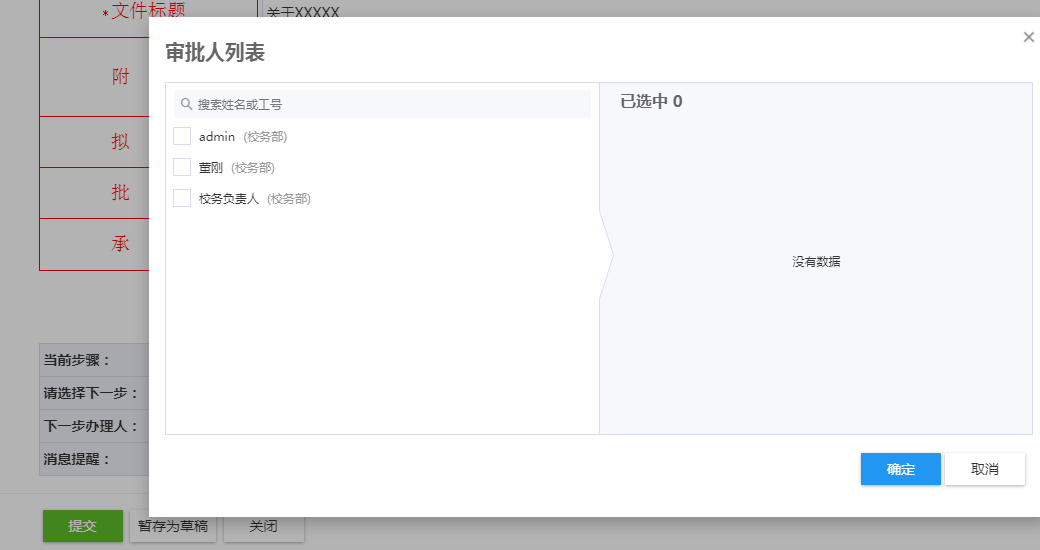 *文件标题
关于XXXXX
审批人列表
附
搜索姓名或工号
已选中 0
admin (校务部)
拟
董刚 (校务部)
批
校务负责人 (校务部)
承
没有数据
当前步骤：
请选择下一步：
下一步办理人：
消息提醒：
确定
取消
提交
暂存为草稿
关闭